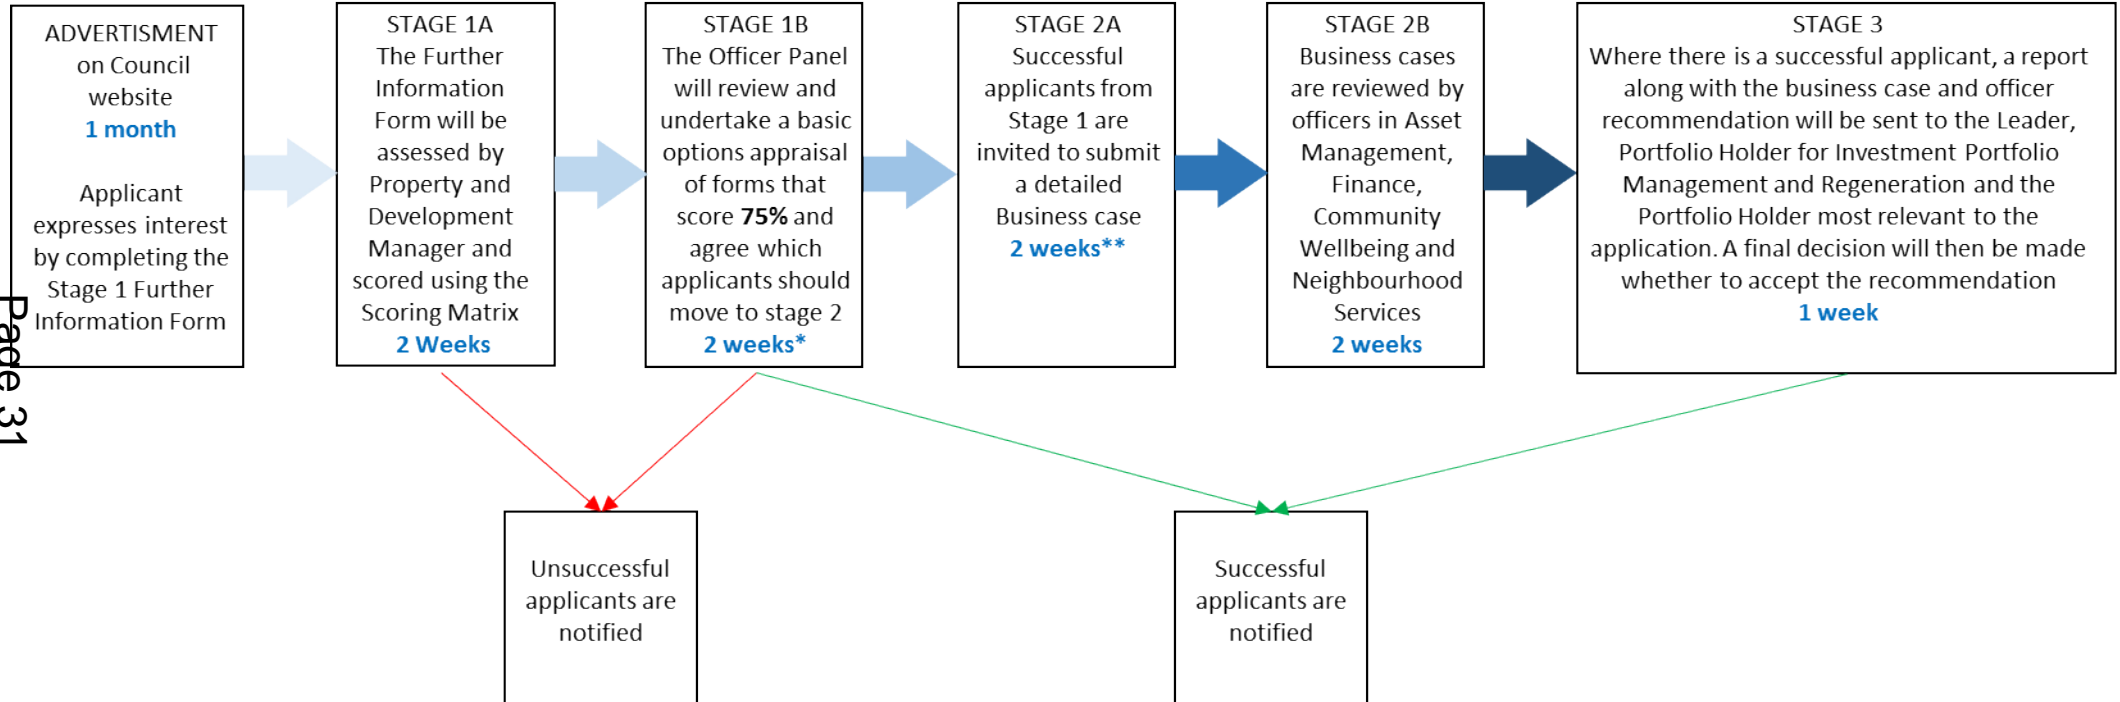 ADVERTISMENT
on Council
website
1 month
Applicant
expresses interest
by completing the
Stage 1 Further
Information Form
STAGE 1A
The Further
Information
Form will be
assessed by
Property and
Development
Manager and
scored using the
Scoring Matrix
2 Weeks
STAGE 1B
The Officer Panel
will review and
undertake a basic
options appraisal
of forms that
score 75% and
agree which
applicants should
move to stage 2
2 weeks*
STAGE 2A
Successful
applicants from
Stage 1 are
invited to submit
a detailed
Business case
2 weeks**
STAGE 2B
Business cases
are reviewed by
officers in Asset
Management,
Finance,
Community
Wellbeing and
Neighbourhood
Services
2 weeks
STAGE 3
Where there is a successful applicant, a report
along with the business case and officer
recommendation will be sent to the Leader,
Portfolio Holder for Investment Portfolio
Management and Regeneration and the
Portfolio Holder most relevant to the
application. A final decision will then be made
whether to accept the recommendation
1 week
Page 31
Unsuccessful
applicants are
notified
Successful
applicants are
notified